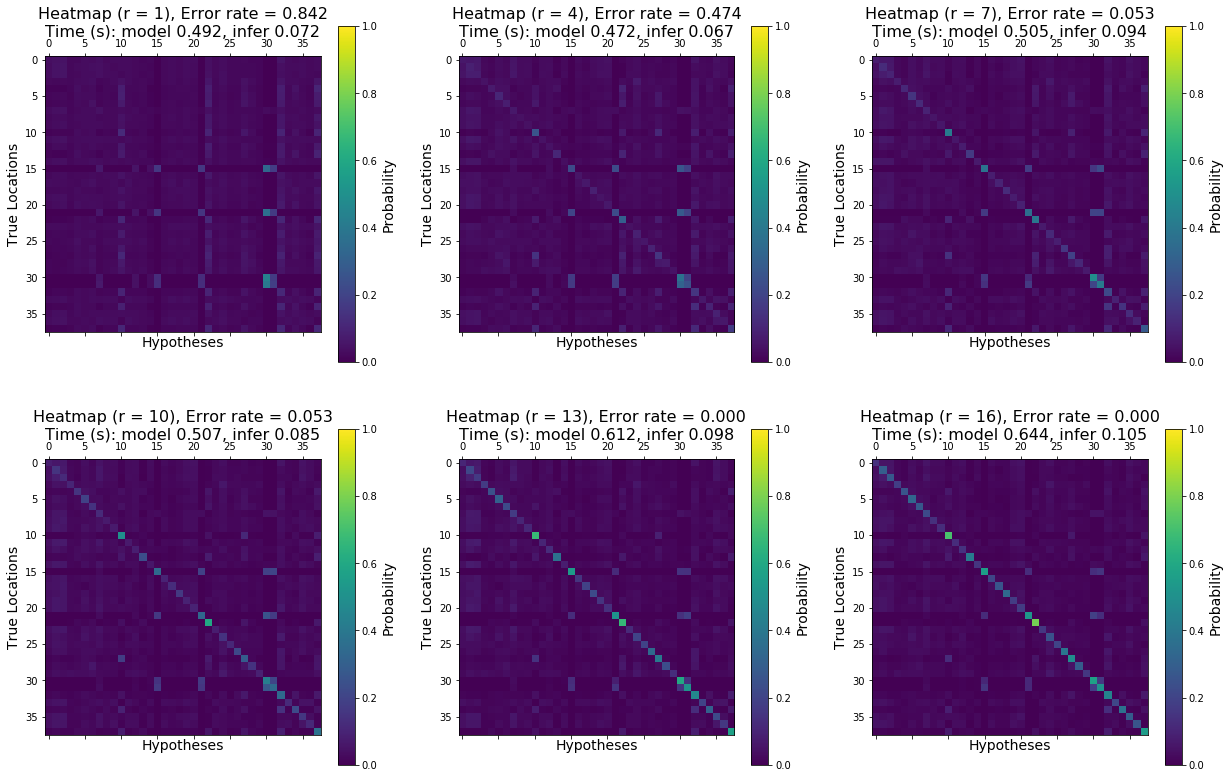 Heatmap (r = 1), Error rate = 0.842
Time (s): model 0.492, infer 0.072
0 5 10 15 20 25 30 35
0
5
10
15
20
25
30
35
True Locations
Hypotheses
1.0
0.8
0.6
0.4
0.2
0.0
Probability
Heatmap (r = 4), Error rate = 0.474
Time (s): model 0.472, infer 0.067
0 5 10 15 20 25 30 35
0
5
10
15
20
25
30
35
True Locations
Hypotheses
1.0
0.8
0.6
0.4
0.2
0.0
Probability
Heatmap (r = 7), Error rate = 0.053
Time (s): model 0.505, infer 0.094
0 5 10 15 20 25 30 35
0
5
10
15
20
25
30
35
True Locations
Hypotheses
1.0
0.8
0.6
0.4
0.2
0.0
Probability
Heatmap (r = 10), Error rate = 0.053
Time (s): model 0.507, infer 0.085
0 5 10 15 20 25 30 35
0
5
10
15
20
25
30
35
True Locations
Hypotheses
1.0
0.8
0.6
0.4
0.2
0.0
Probability
Heatmap (r = 13), Error rate = 0.000
Time (s): model 0.612, infer 0.098
0 5 10 15 20 25 30 35
0
5
10
15
20
25
30
35
True Locations
Hypotheses
1.0
0.8
0.6
0.4
0.2
0.0
Probability
Heatmap (r = 16), Error rate = 0.000
Time (s): model 0.644, infer 0.105
0 5 10 15 20 25 30 35
0
5
10
15
20
25
30
35
True Locations
Hypotheses
1.0
0.8
0.6
0.4
0.2
0.0
Probability